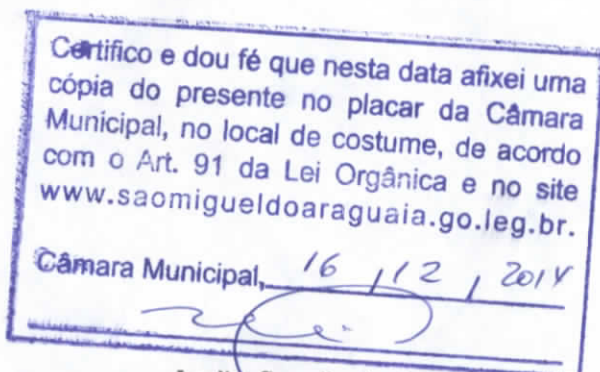 Certifico e dou fé que nesta data afixei uma
cópia do presente no placar da Câmara
Municipal, no local de costume, de acordo
com o Art. 91 da Lei Orgânica e no site
www.saomigueldoaraguaia.go.leg.br.
Câmara Municipal, 16 / 12 / 2014